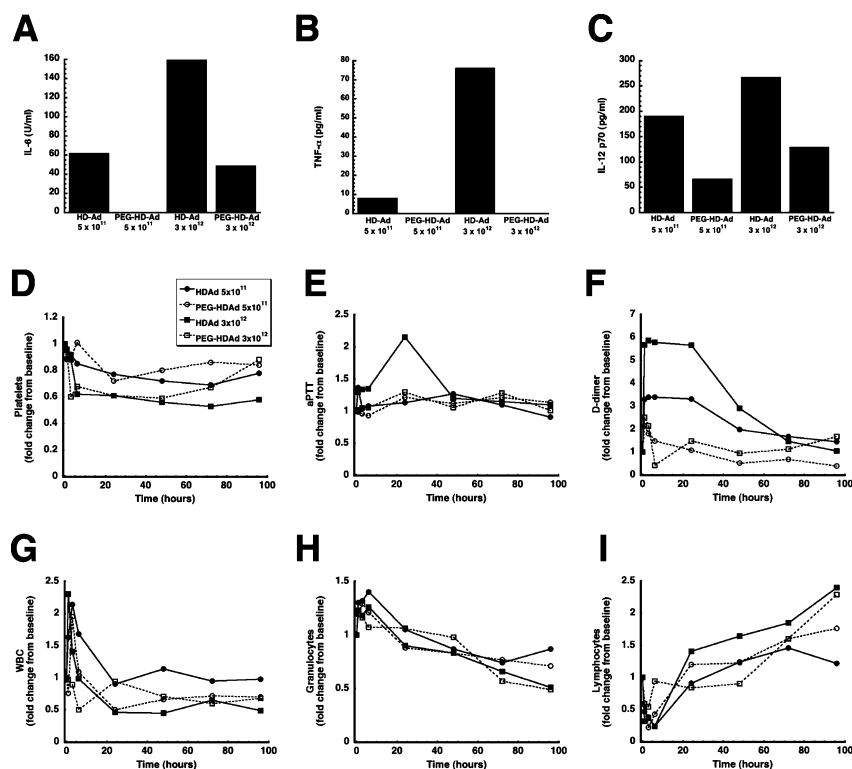 A
B
C
160
140
120
100
80
60
40
20
0
IL-6 (U/ml)
HD-Ad PEG-HD-Ad HD-Ad PEG-HD-Ad
5 x 10¹¹ 5 x 10¹¹ 3 x 10¹² 3 x 10¹²
80
70
60
50
40
30
20
10
0
TNF-α (pg/ml)
HD-Ad PEG-HD-Ad HD-Ad PEG-HD-Ad
5 x 10¹¹ 5 x 10¹¹ 3 x 10¹² 3 x 10¹²
300
250
200
150
100
50
0
IL-12 p70 (pg/ml)
HD-Ad PEG-HD-Ad HD-Ad PEG-HD-Ad
5 x 10¹¹ 5 x 10¹¹ 3 x 10¹² 3 x 10¹²
D
E
F
HDAd 5x10¹¹
PEG-HDAd 5x10¹¹
HDAd 3x10¹²
PEG-HDAd 3x10¹²
1.2
1
0.8
0.6
0.4
0.2
0
Platelets
(fold change from baseline)
0 20 40 60 80 100
Time (hours)
2.5
2
1.5
1
0.5
0
aPTT
(fold change from baseline)
0 20 40 60 80 100
Time (hours)
7
6
5
4
3
2
1
0
D-dimer
(fold change from baseline)
0 20 40 60 80 100
Time (hours)
G
H
I
2.5
2
1.5
1
0.5
0
WBC
(fold change from baseline)
0 20 40 60 80 100
Time (hours)
1.5
1
0.5
0
Granulocytes
(fold change from baseline)
0 20 40 60 80 100
Time (hours)
2.5
2
1.5
1
0.5
0
Lymphocytes
(fold change from baseline)
0 20 40 60 80 100
Time (hours)